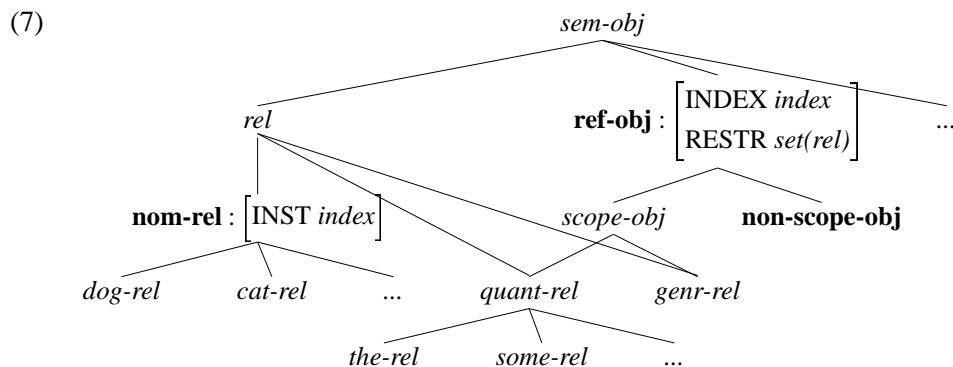 (7)
sem-obj
rel
ref-obj : [INDEX index
RESTR set(rel)]
...
nom-rel : [INST index]
scope-obj
non-scope-obj
dog-rel cat-rel ... quant-rel genr-rel
the-rel some-rel ...